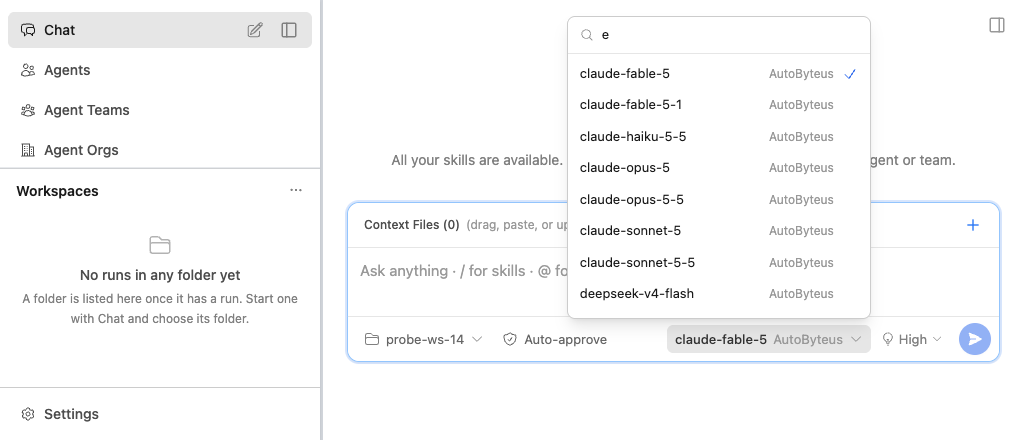 Chat
Agents
Agent Teams
Agent Orgs
Workspaces
No runs in any folder yet
A folder is listed here once it has a run. Start one
with Chat and choose its folder.
Settings
e
claude-fable-5 AutoByteus
claude-fable-5-1 AutoByteus
claude-haiku-5-5 AutoByteus
claude-opus-5 AutoByteus
claude-opus-5-5 AutoByteus
claude-sonnet-5 AutoByteus
claude-sonnet-5-5 AutoByteus
deepseek-v4-flash AutoByteus
All your skills are available. gent or team.
Context Files (0) (drag, paste, or up
Ask anything · / for skills · @ fo
probe-ws-14 Auto-approve claude-fable-5 AutoByteus High